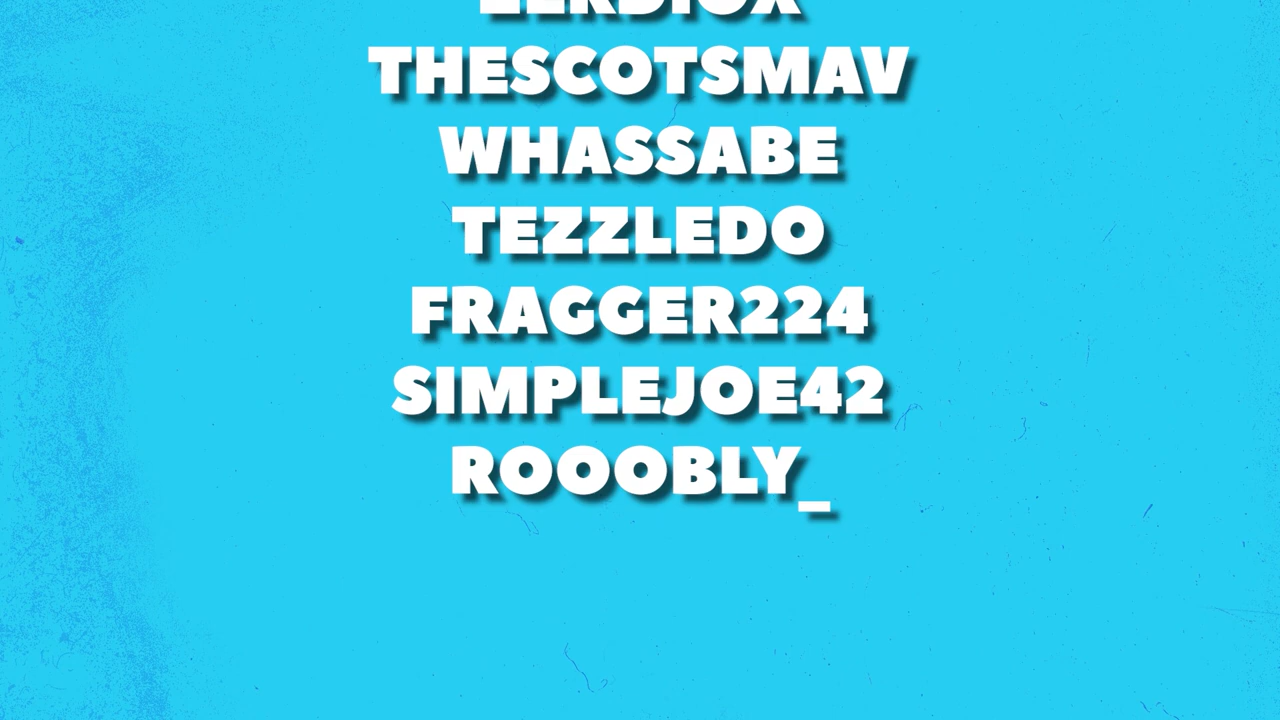 THESCOTSMAV
WHASSABE
TEZZLEDO
FRAGGER224
SIMPLEJOE42
ROOOBLY_